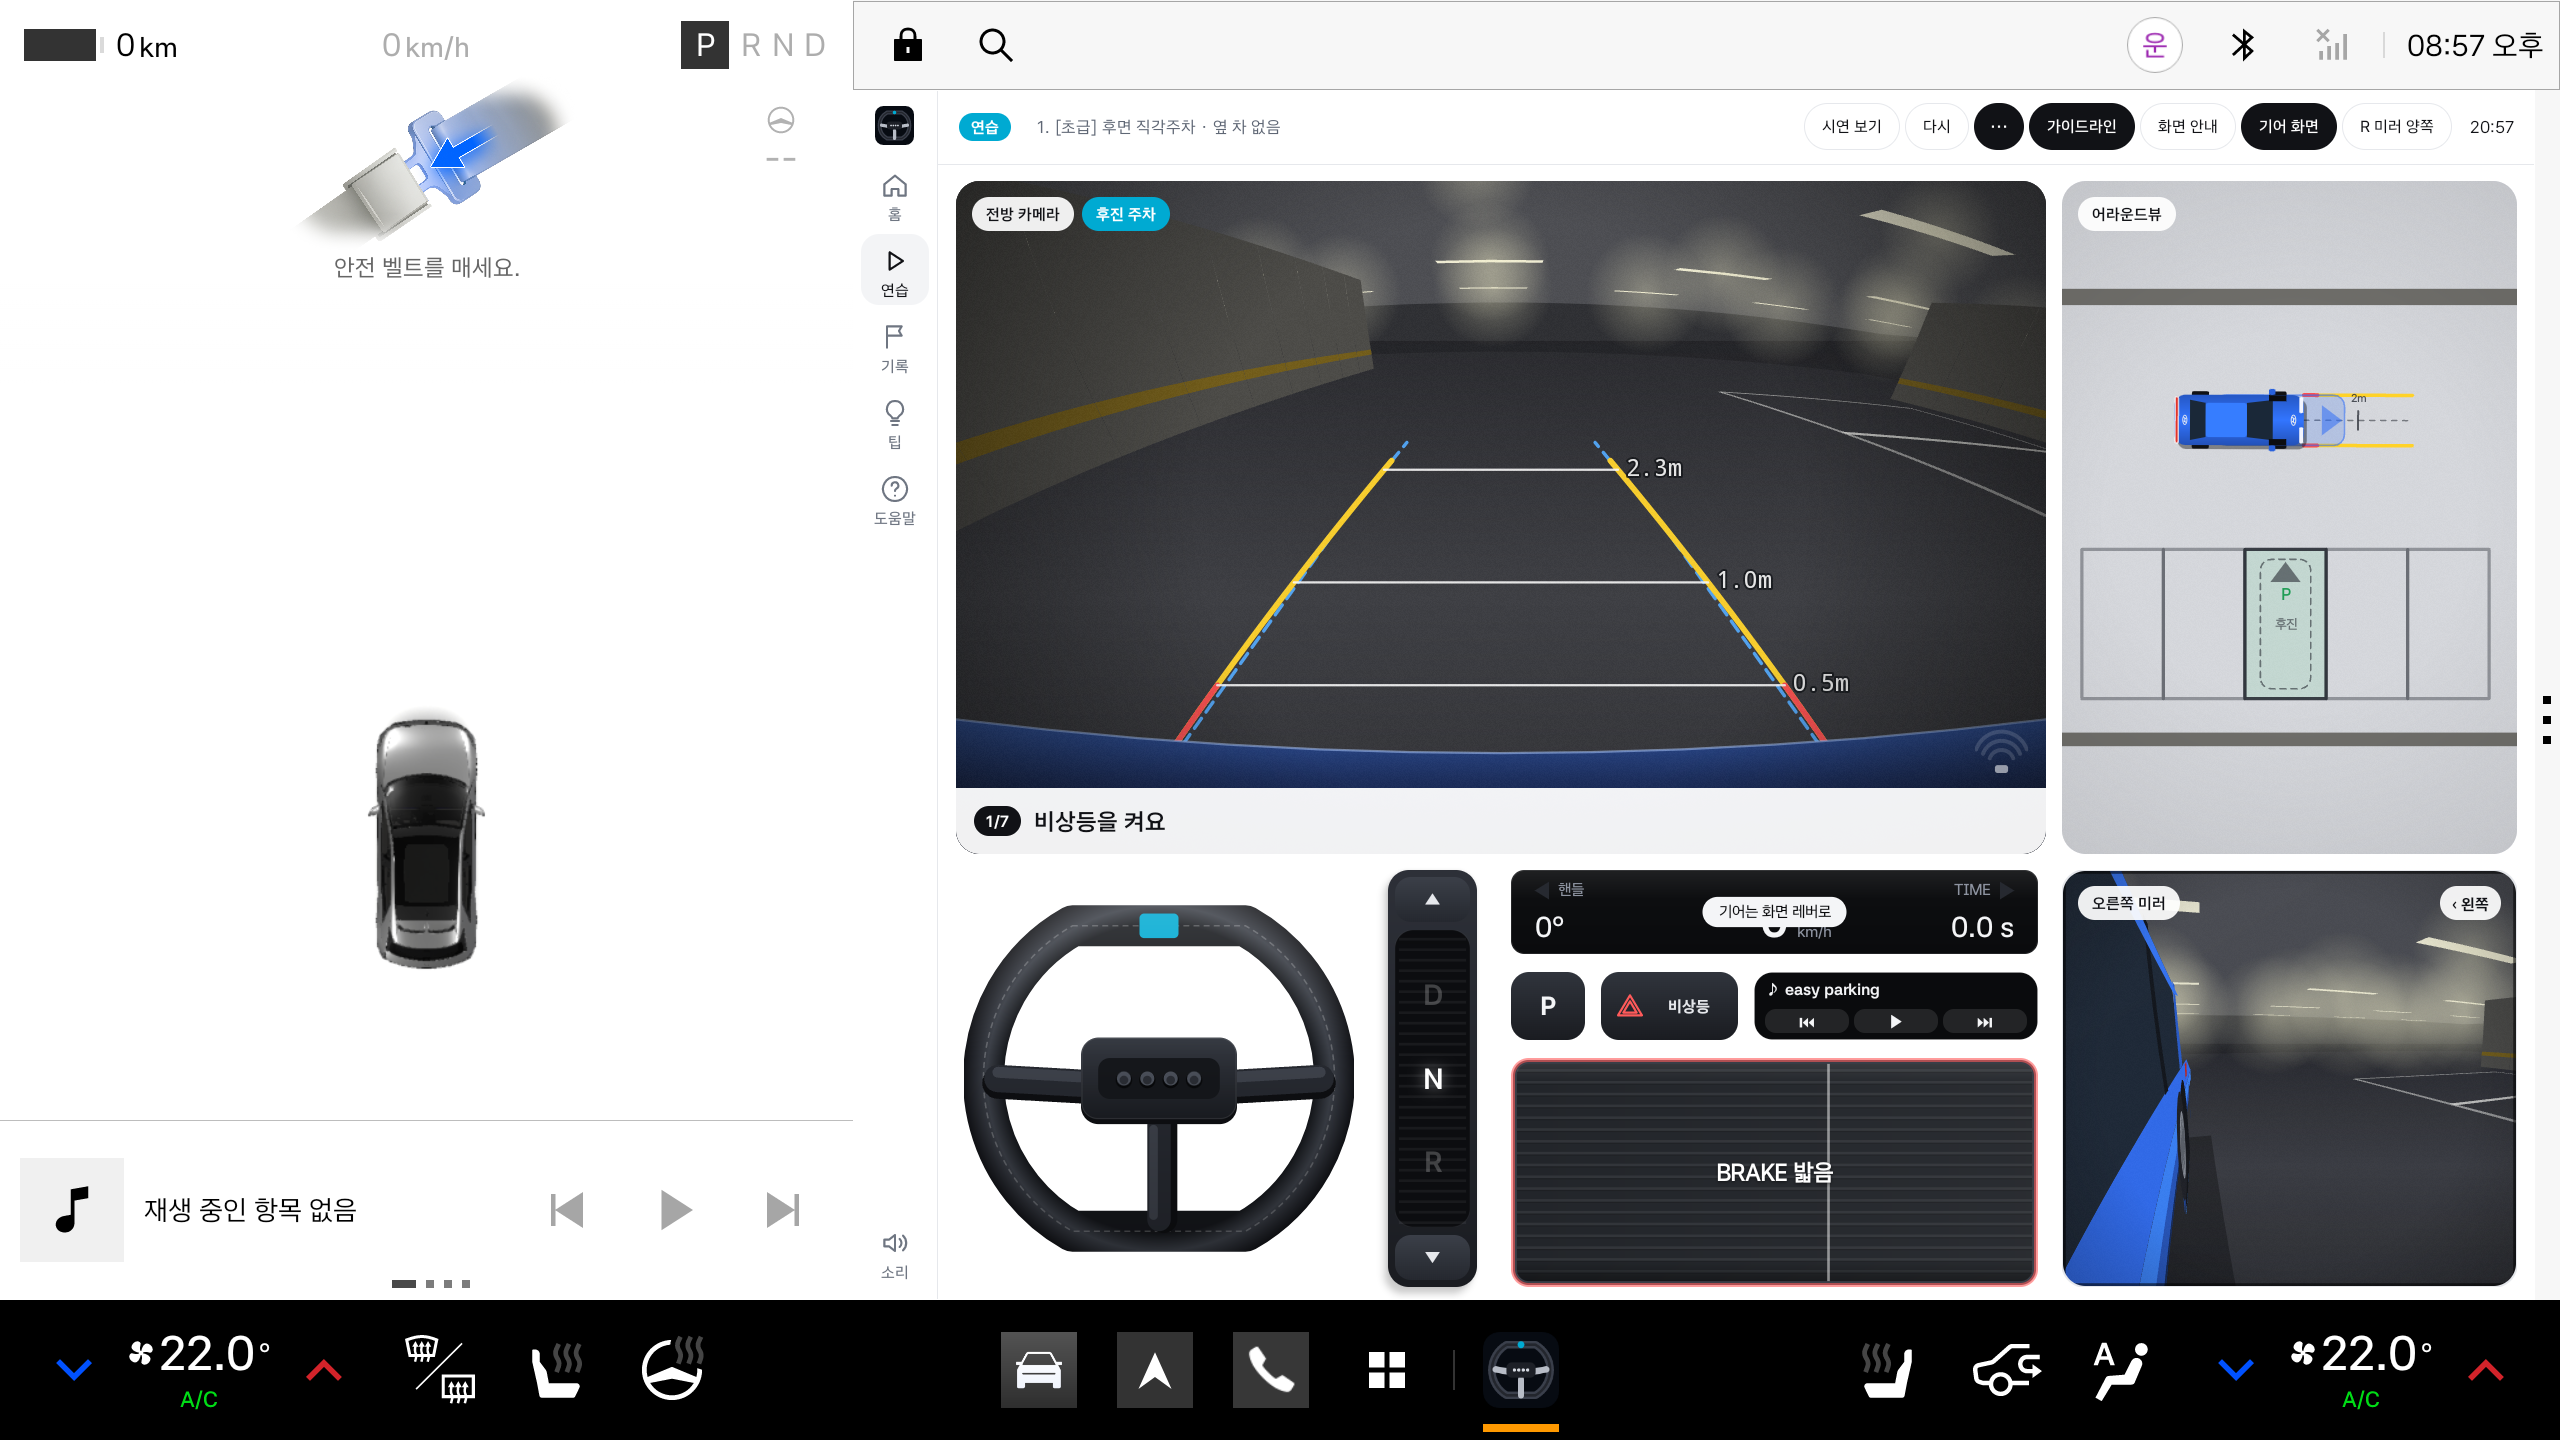 0 km
0 km/h
P R N D
안전 벨트를 매세요.
재생 중인 항목 없음
운
08:57 오후
홈
연습
기록
팁
도움말
소리
연습
1. [초급] 후면 직각주차 · 옆 차 없음
시연 보기
다시
···
가이드라인
화면 안내
기어 화면
R 미러 양쪽
20:57
전방 카메라
후진 주차
2.3m
1.0m
0.5m
1/7 비상등을 켜요
어라운드뷰
2m
P
후진
D
N
R
핸들
0°
기어는 화면 레버로
km/h
TIME
0.0 s
P
비상등
♪ easy parking
BRAKE 밟음
오른쪽 미러
‹ 왼쪽
22.0°
A/C
A
22.0°
A/C